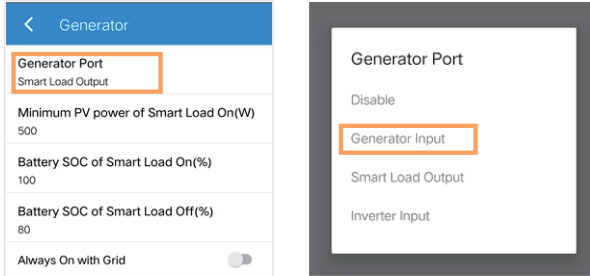 Generator
Generator Port
Smart Load Output
Minimum PV power of Smart Load On(W)
500
Battery SOC of Smart Load On(%)
100
Battery SOC of Smart Load Off(%)
80
Always On with Grid
Generator Port
Disable
Generator Input
Smart Load Output
Inverter Input